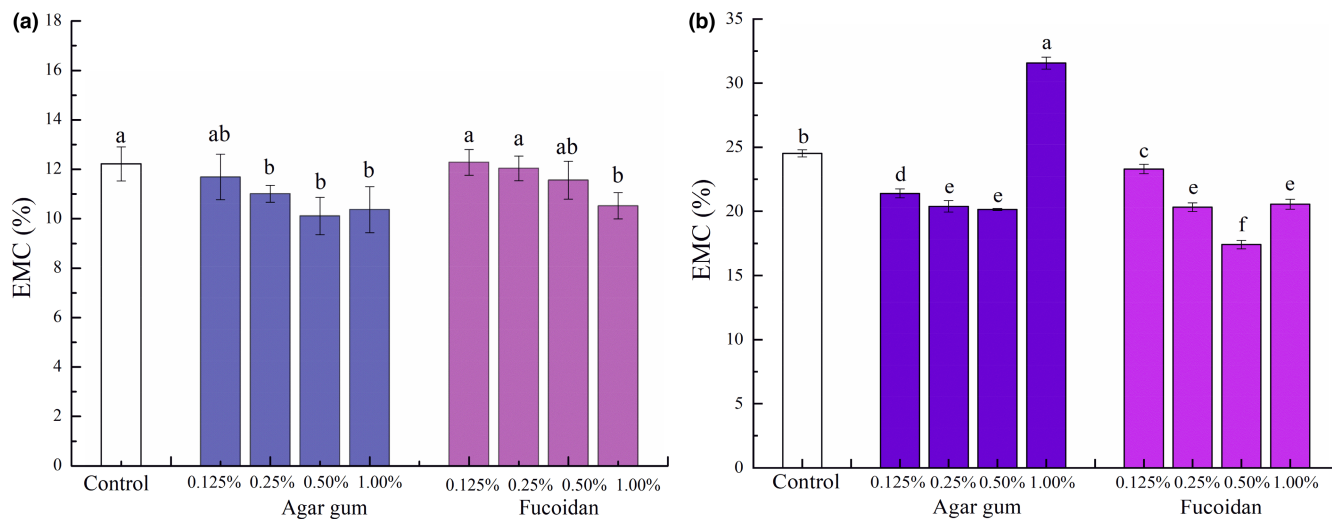 (a)
EMC (%)
18
16
14
12
10
8
6
4
2
0
a
ab
b
b
b
a
a
ab
b
Control
0.125% 0.25% 0.50% 1.00%
0.125% 0.25% 0.50% 1.00%
Agar gum
Fucoidan
(b)
EMC (%)
35
30
25
20
15
10
5
0
b
d
e
e
a
c
e
f
e
Control
0.125% 0.25% 0.50% 1.00%
0.125% 0.25% 0.50% 1.00%
Agar gum
Fucoidan